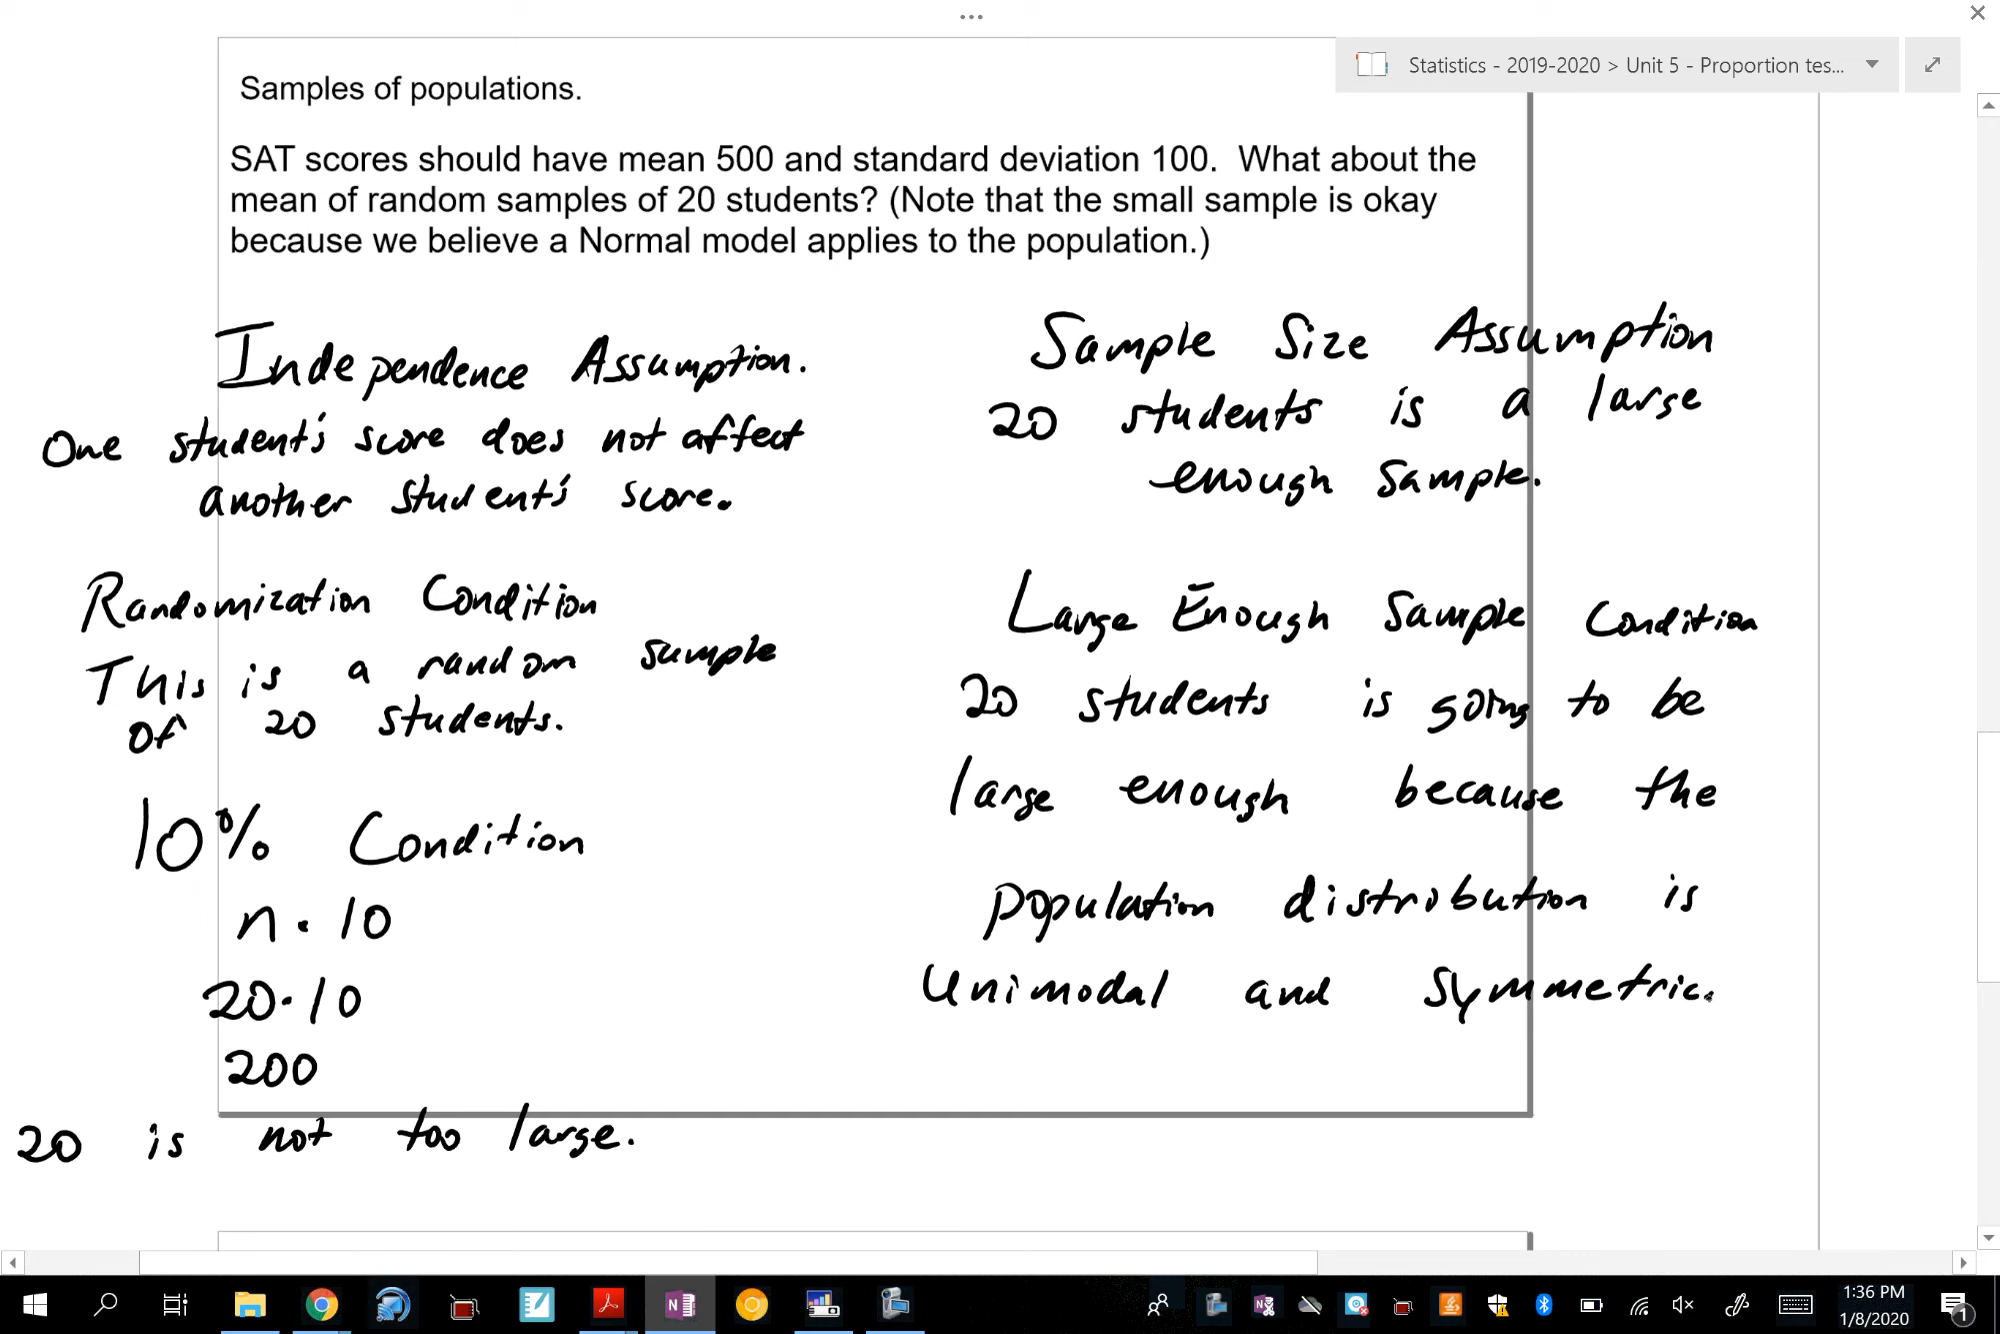 Statistics - 2019-2020 > Unit 5 - Proportion tes...
Samples of populations.
SAT scores should have mean 500 and standard deviation 100. What about the
mean of random samples of 20 students? (Note that the small sample is okay
because we believe a Normal model applies to the population.)
Independence Assumption.
One student's score does not affect
another student's score.
Randomization Condition
This is a random sample
of 20 students.
10% Condition
n · 10
20 · 10
200
20 is not too large.
Sample Size Assumption
20 students is a large
enough sample.
Large Enough Sample Condition
20 students is going to be
large enough because the
population distribution is
unimodal and symmetric.
1:36 PM
1/8/2020
1